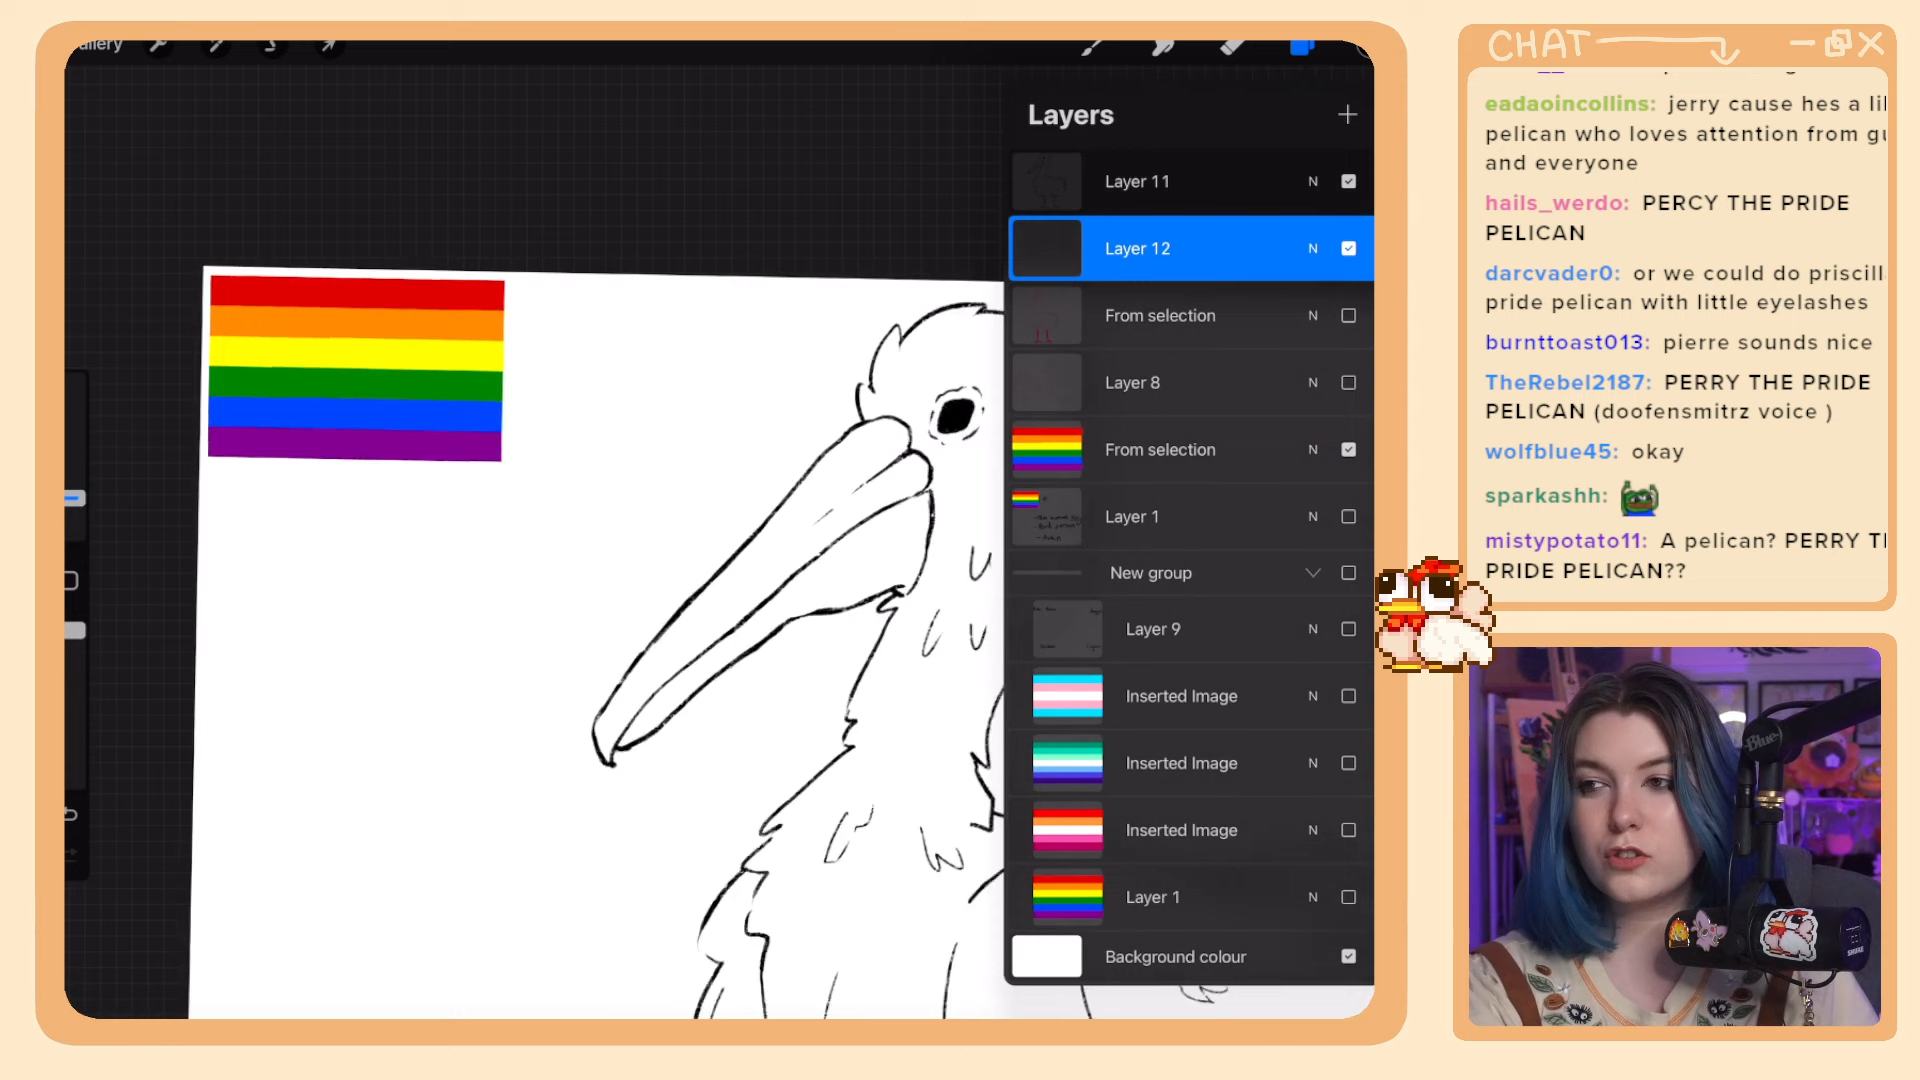 allery
Layers
Layer 11 N
Layer 12 N
From selection N
Layer 8 N
From selection N
Layer 1 N
New group
Layer 9 N
Inserted Image N
Inserted Image N
Inserted Image N
Layer 1 N
Background colour
CHAT
eadaoincollins: jerry cause hes a lil
pelican who loves attention from gu
and everyone
hails_werdo: PERCY THE PRIDE
PELICAN
darcvader0: or we could do priscill
pride pelican with little eyelashes
burnttoast013: pierre sounds nice
TheRebel2187: PERRY THE PRIDE
PELICAN (doofensmitrz voice )
wolfblue45: okay
sparkashh:
mistypotato11: A pelican? PERRY T
PRIDE PELICAN??
Blue